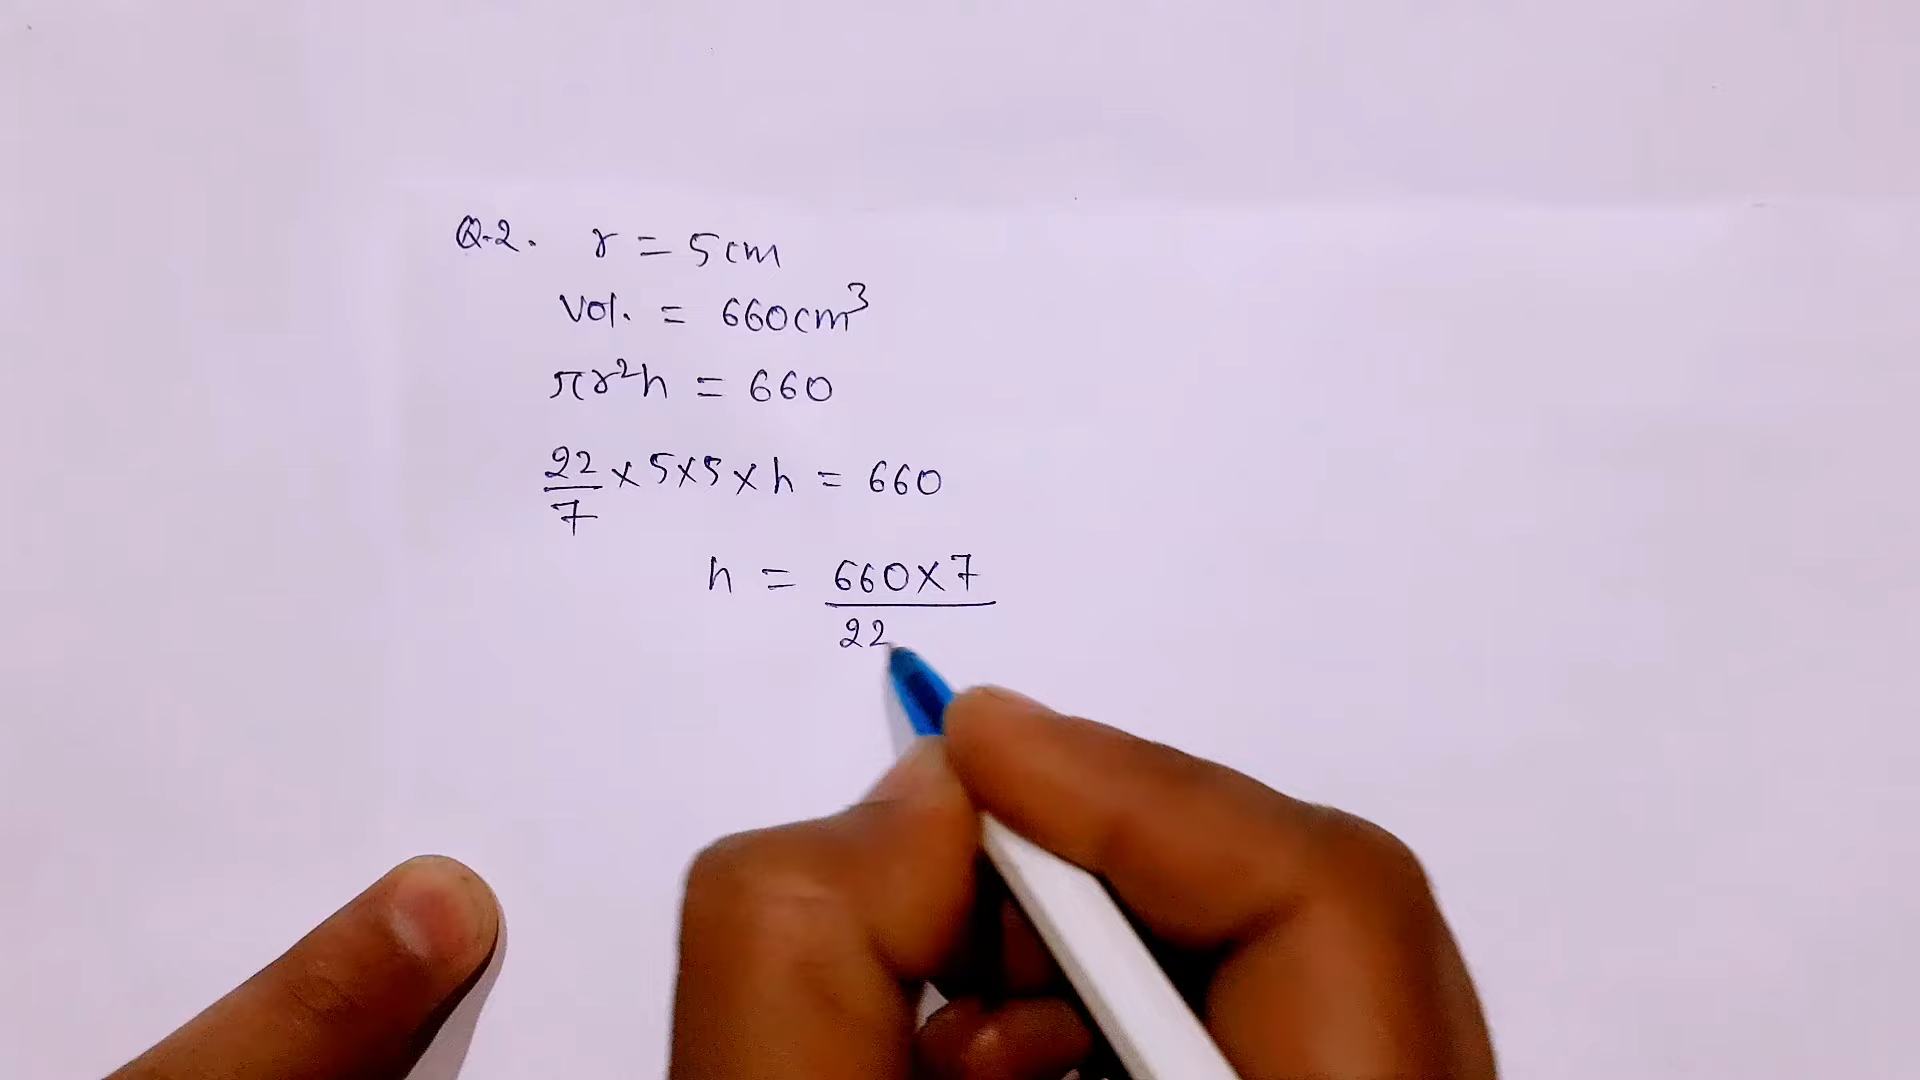 Q-2. r = 5cm
Vol. = 660cm³
πr²h = 660
22/7 × 5×5 × h = 660
h = 660×7/22